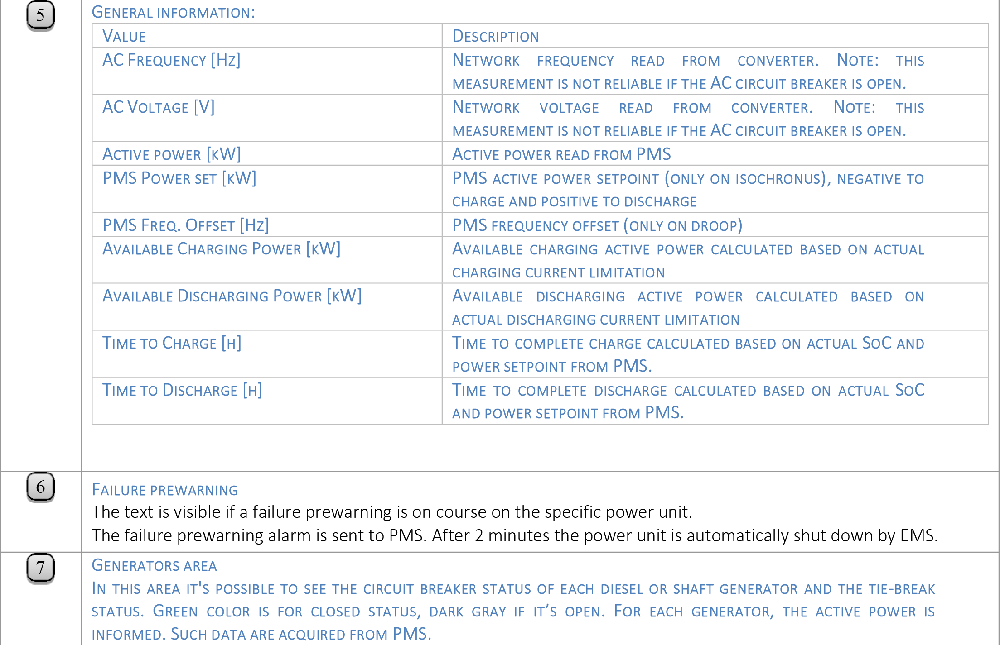 5
General information:
Value
Description
AC Frequency [Hz]
Network frequency read from converter. Note: this
measurement is not reliable if the AC circuit breaker is open.
AC Voltage [V]
Network voltage read from converter. Note: this
measurement is not reliable if the AC circuit breaker is open.
Active power [kW]
Active power read from PMS
PMS Power set [kW]
PMS active power setpoint (only on isochronus), negative to
charge and positive to discharge
PMS Freq. Offset [Hz]
PMS frequency offset (only on droop)
Available Charging Power [kW]
Available charging active power calculated based on actual
charging current limitation
Available Discharging Power [kW]
Available discharging active power calculated based on
actual discharging current limitation
Time to Charge [h]
Time to complete charge calculated based on actual SoC and
power setpoint from PMS.
Time to Discharge [h]
Time to complete discharge calculated based on actual SoC
and power setpoint from PMS.
6
Failure prewarning
The text is visible if a failure prewarning is on course on the specific power unit.
The failure prewarning alarm is sent to PMS. After 2 minutes the power unit is automatically shut down by EMS.
7
Generators area
In this area it's possible to see the circuit breaker status of each diesel or shaft generator and the tie-break
status. Green color is for closed status, dark gray if it’s open. For each generator, the active power is
informed. Such data are acquired from PMS.